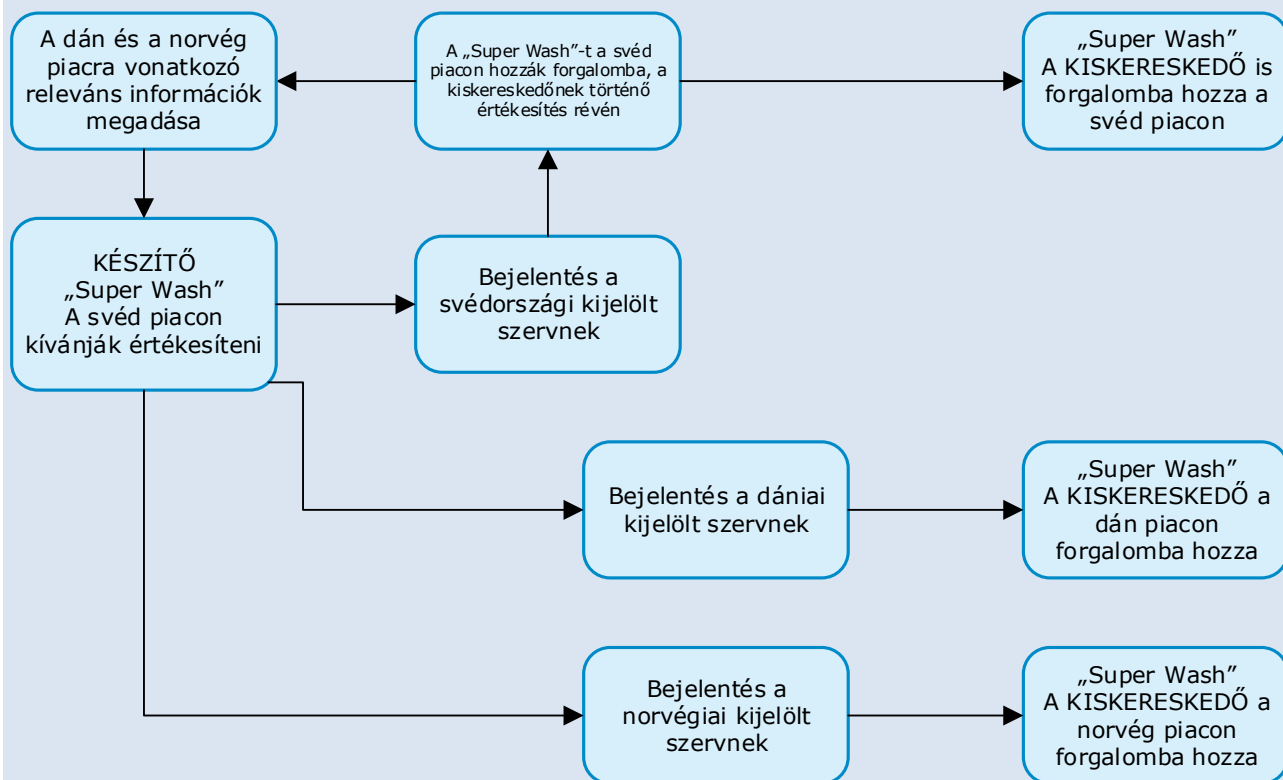 A dán és a norvég
piacra vonatkozó
releváns információk
megadása
A „Super Wash”-t a svéd
piacon hozzák forgalomba, a
kiskereskedőnek történő
értékesítés révén
„Super Wash”
A KISKERESKEDŐ is
forgalomba hozza a
svéd piacon
KÉSZÍTŐ
„Super Wash”
A svéd piacon
kívánják értékesíteni
Bejelentés a
svédországi kijelölt
szervnek
Bejelentés a dániai
kijelölt szervnek
„Super Wash”
A KISKERESKEDŐ a
dán piacon
forgalomba hozza
Bejelentés a
norvégiai kijelölt
szervnek
„Super Wash”
A KISKERESKEDŐ a
norvég piacon
forgalomba hozza